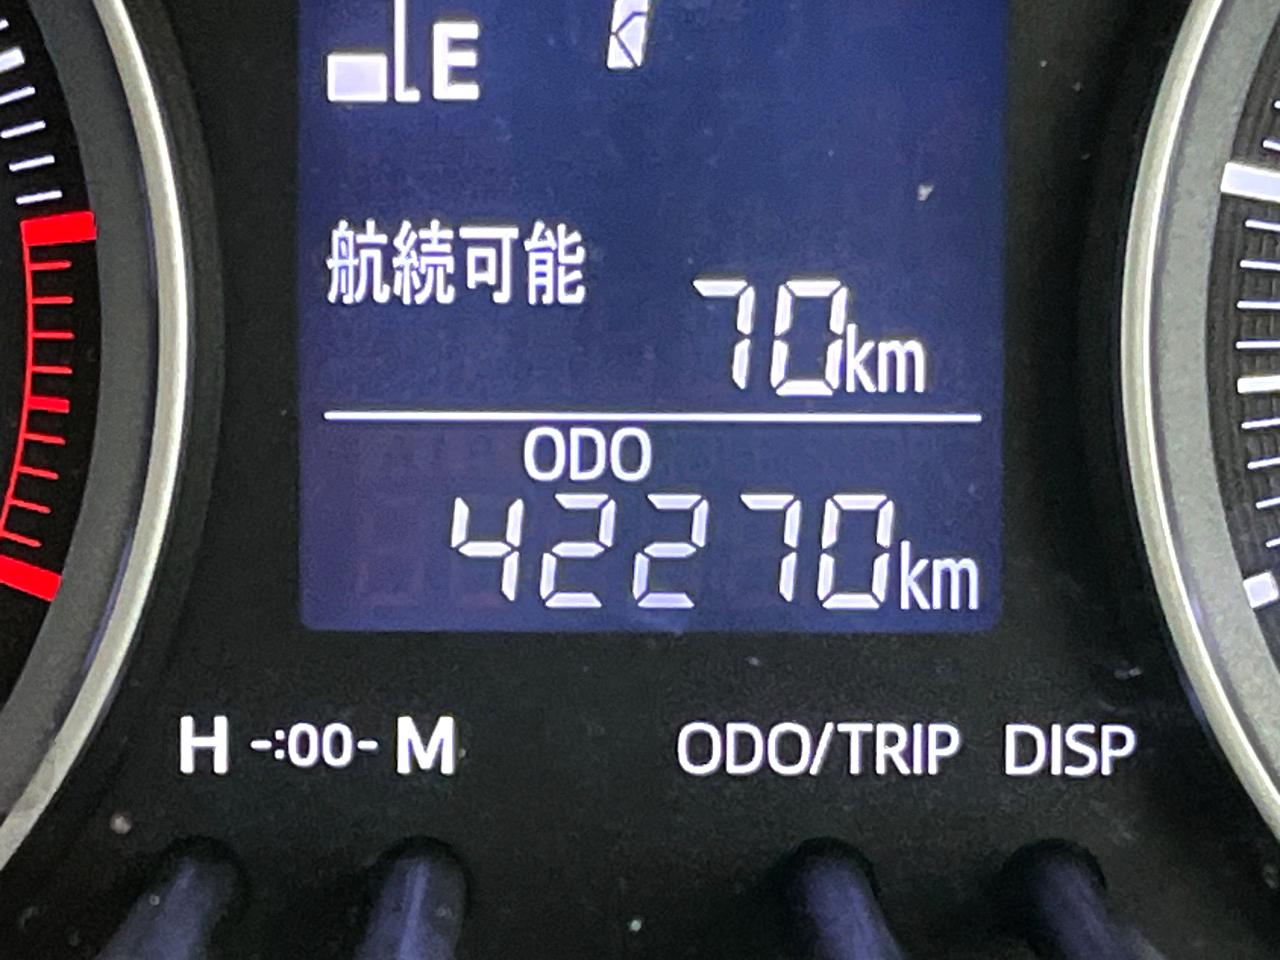 E
航続可能
70km
ODO
42270km
H -:00- M
ODO/TRIP DISP